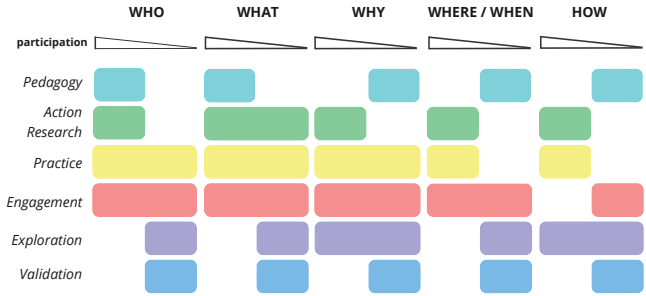 WHO WHAT WHY WHERE / WHEN HOW
participation
Pedagogy
Action
Research
Practice
Engagement
Exploration
Validation